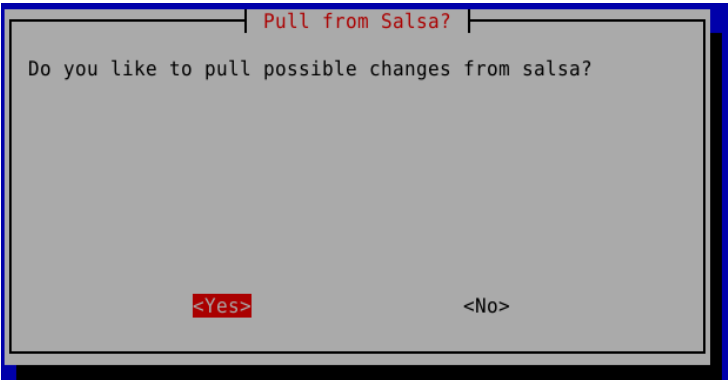 Pull from Salsa?
Do you like to pull possible changes from salsa?
<Yes> <No>